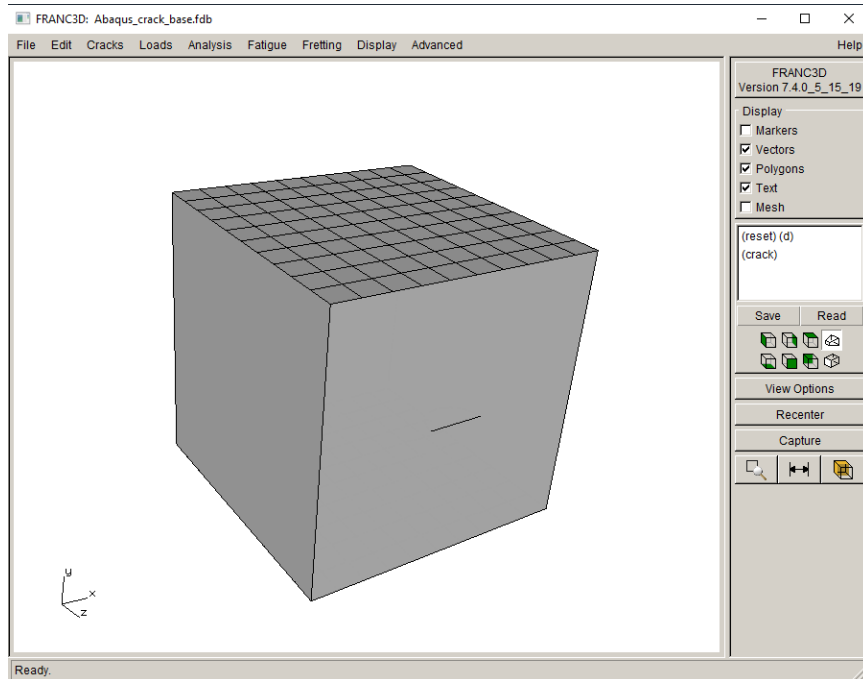 FRANC3D: Abaqus_crack_base.fdb
File Edit Cracks Loads Analysis Fatigue Fretting Display Advanced Help
FRANC3D
Version 7.4.0_5_15_19
Display
Markers
Vectors
Polygons
Text
Mesh
(reset) (d)
(crack)
Save Read
View Options
Recenter
Capture
y
x
z
Ready.